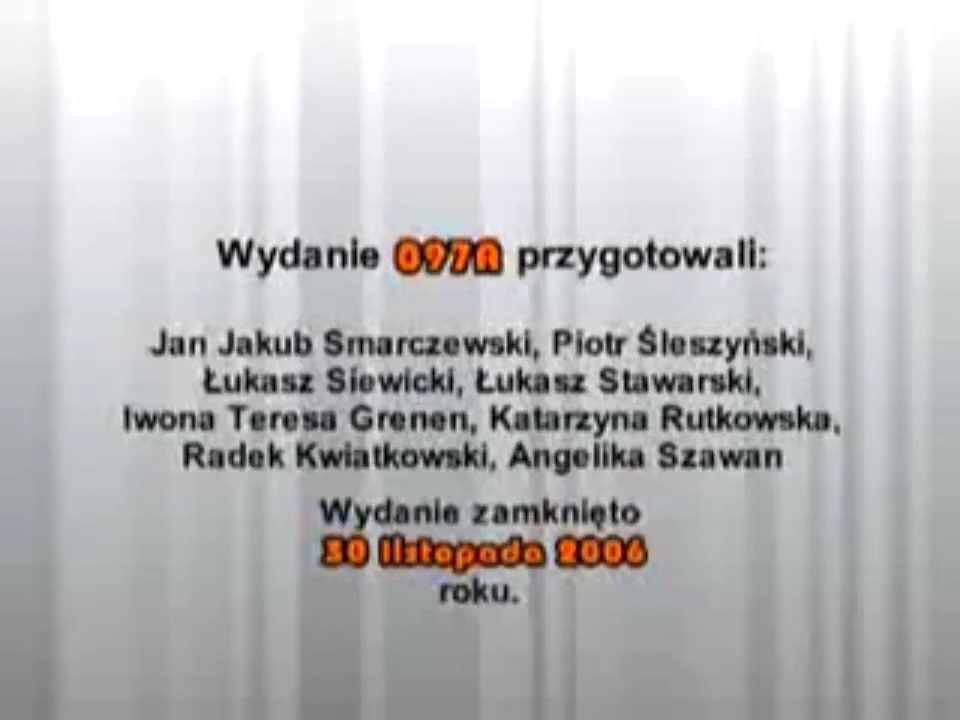 Wydanie 097A przygotowali:
Jan Jakub Smarczewski, Piotr Śleszyński,
Łukasz Siewicki, Łukasz Stawarski,
Iwona Teresa Grenen, Katarzyna Rutkowska,
Radek Kwiatkowski, Angelika Szawan
Wydanie zamknięto
30 listopada 2006
roku.